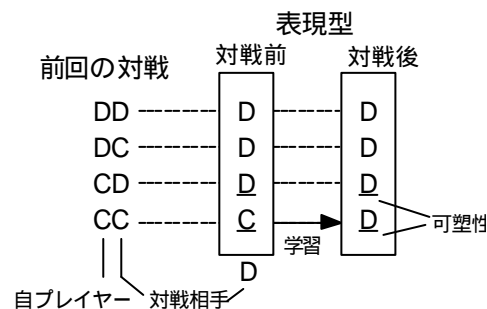 表現型
前回の対戦 対戦前 対戦後
DD D D
DC D D
CD D D
CC C D
学習 可塑性
D
自プレイヤー 対戦相手